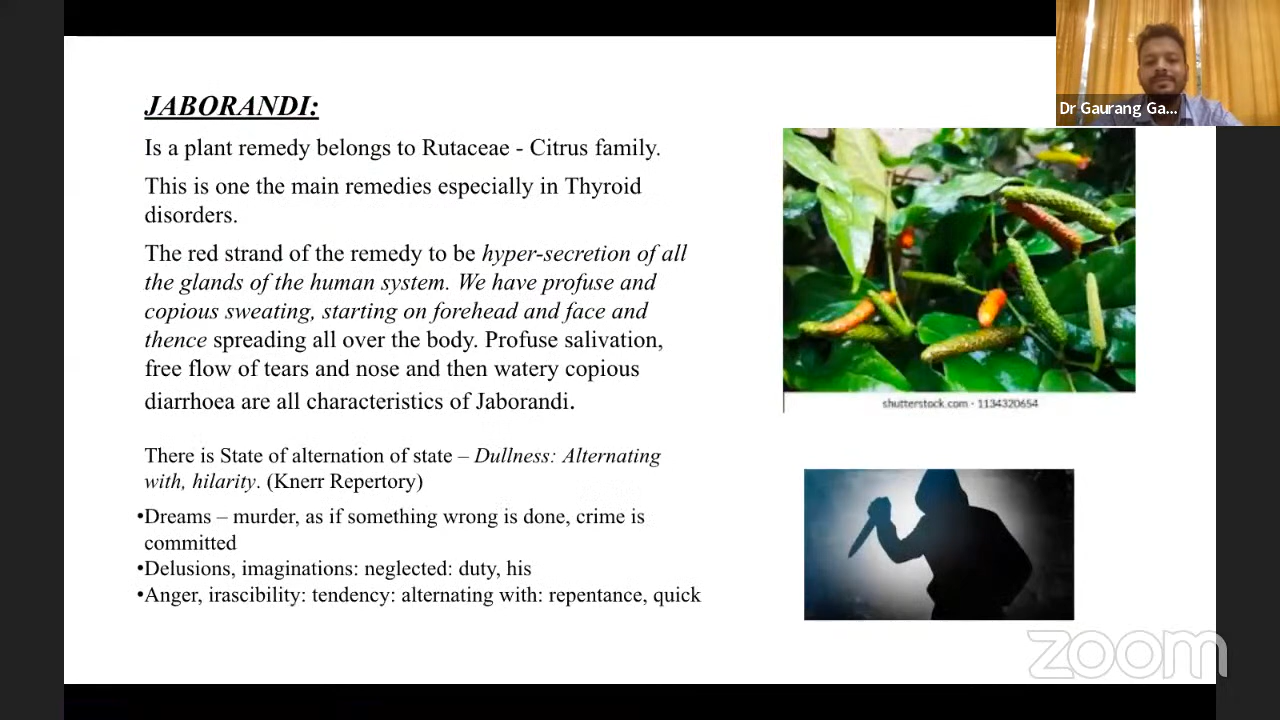 JABORANDI:
Is a plant remedy belongs to Rutaceae - Citrus family.
This is one the main remedies especially in Thyroid
disorders.
The red strand of the remedy to be hyper-secretion of all
the glands of the human system. We have profuse and
copious sweating, starting on forehead and face and
thence spreading all over the body. Profuse salivation,
free flow of tears and nose and then watery copious
diarrhoea are all characteristics of Jaborandi.
There is State of alternation of state – Dullness: Alternating
with, hilarity. (Knerr Repertory)
•Dreams – murder, as if something wrong is done, crime is
committed
•Delusions, imaginations: neglected: duty, his
•Anger, irascibility: tendency: alternating with: repentance, quick
Dr Gaurang Ga...
shutterstock.com · 1134320654
zoom